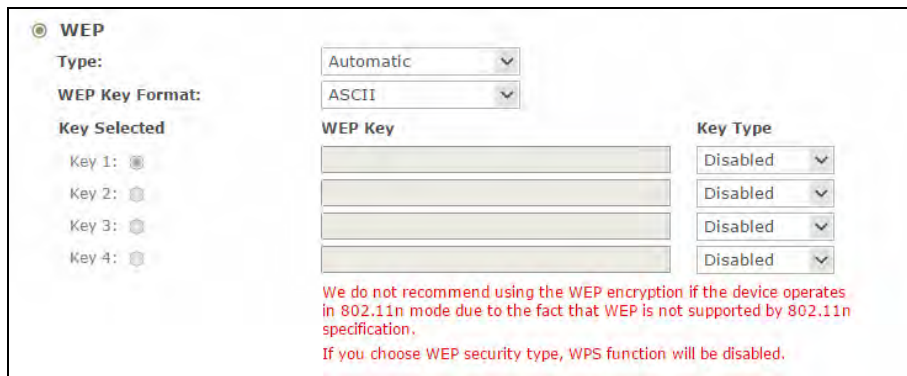 WEP
Type: Automatic
WEP Key Format: ASCII
Key Selected WEP Key Key Type
Key 1: Disabled
Key 2: Disabled
Key 3: Disabled
Key 4: Disabled
We do not recommend using the WEP encryption if the device operates
in 802.11n mode due to the fact that WEP is not supported by 802.11n
specification.
If you choose WEP security type, WPS function will be disabled.